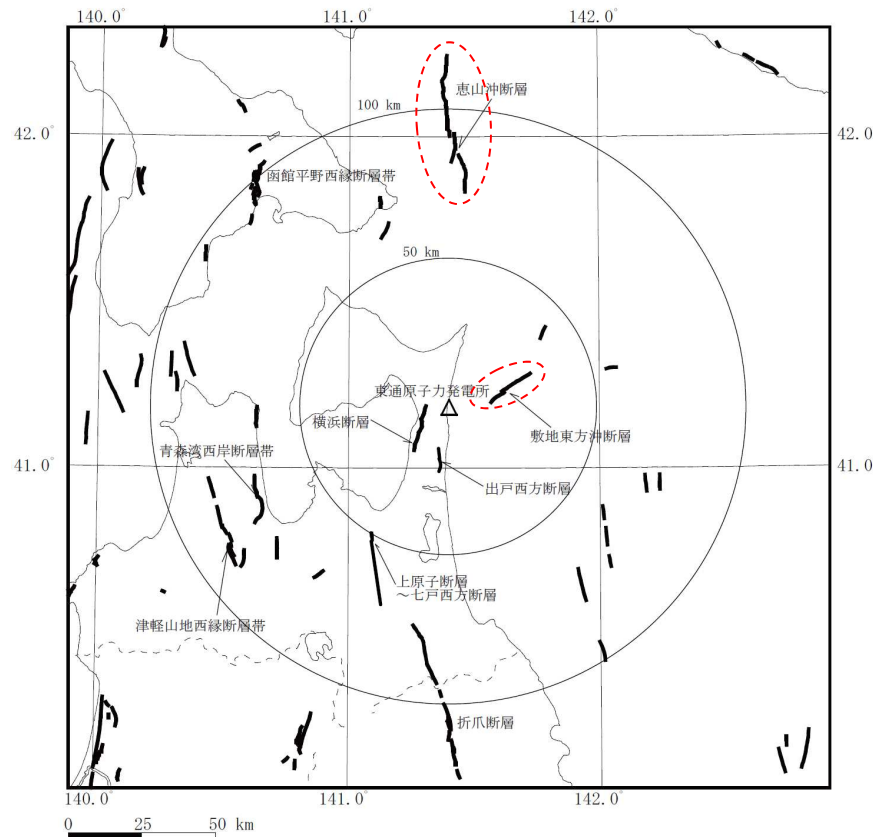 140.0°
141.0°
142.0°
恵山沖断層
100 km
42.0°
42.0°
函館平野西縁断層帯
50 km
東通原子力発電所
横浜断層
敷地東方沖断層
青森湾西岸断層帯
41.0°
41.0°
出戸西方断層
上原子断層
～七戸西方断層
津軽山地西縁断層帯
折爪断層
140.0°
141.0°
142.0°
0 25 50 km